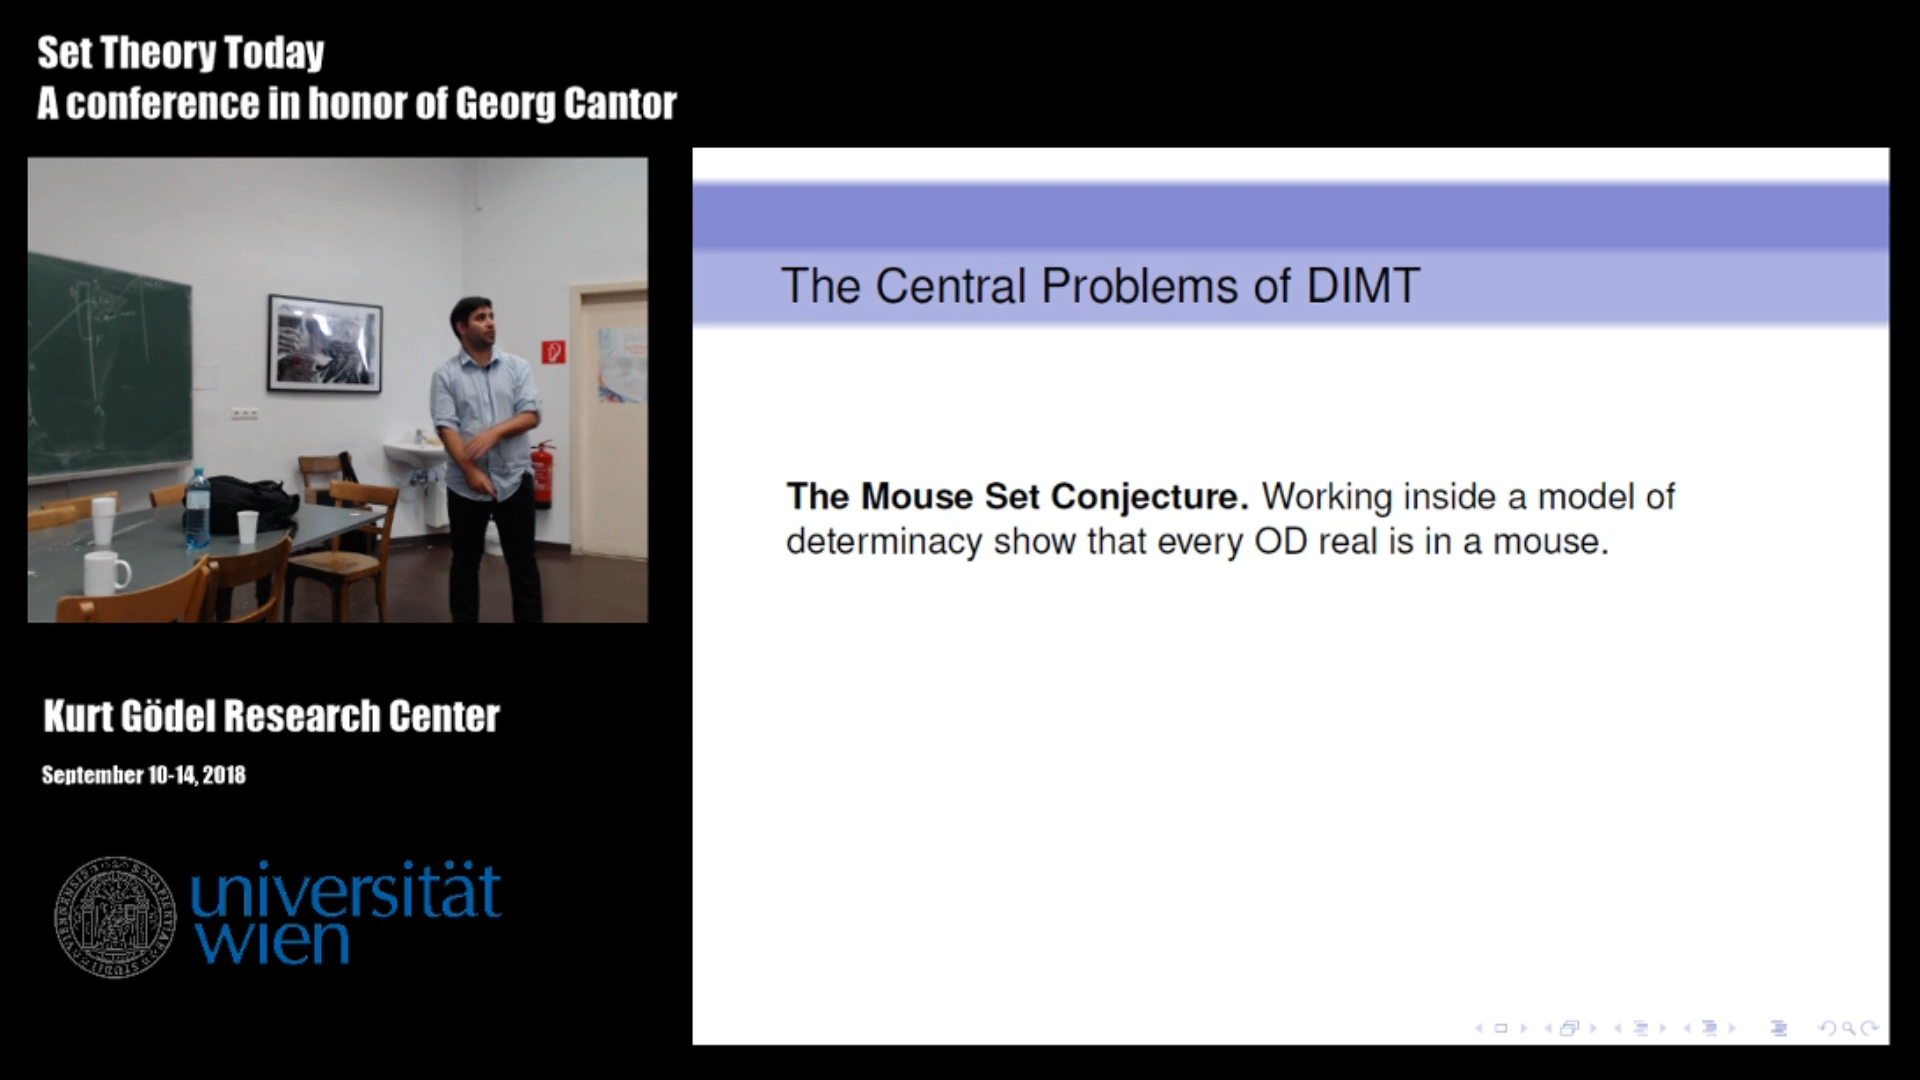 Set Theory Today
A conference in honor of Georg Cantor
The Central Problems of DIMT
The Mouse Set Conjecture. Working inside a model of
determinacy show that every OD real is in a mouse.
Kurt Gödel Research Center
September 10-14, 2018
universität
wien